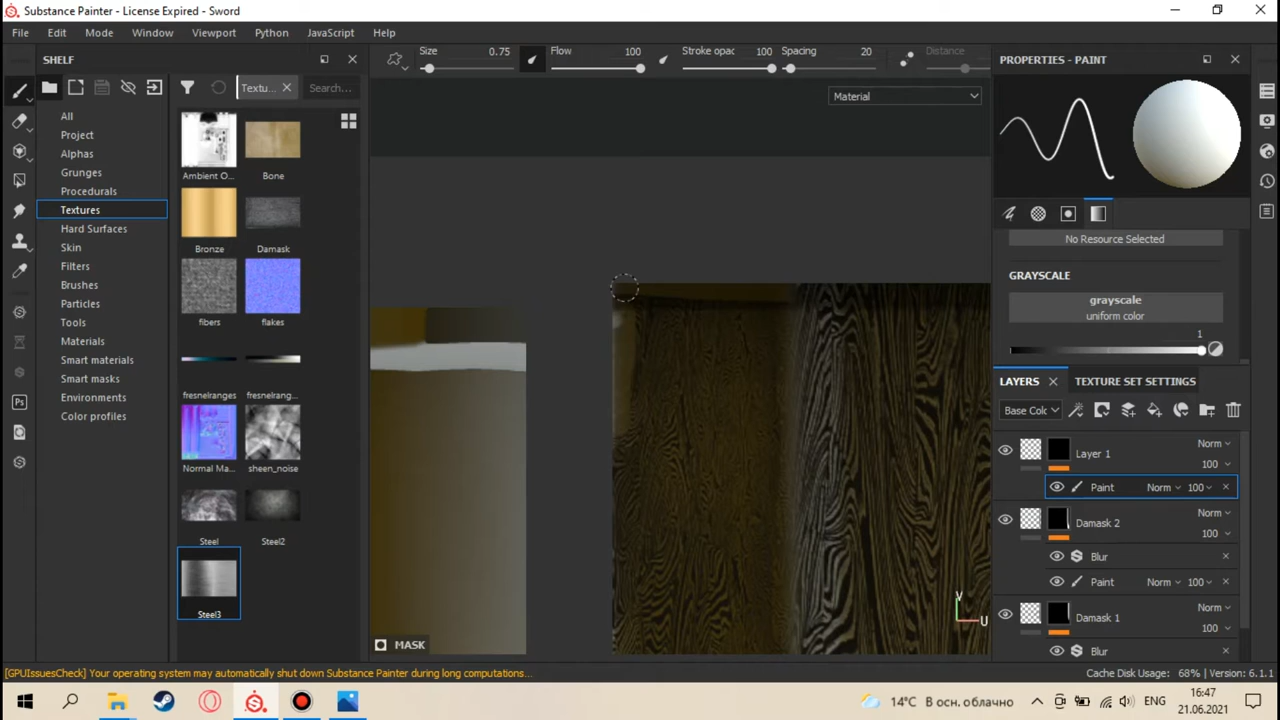 Substance Painter - License Expired - Sword
File Edit Mode Window Viewport Python JavaScript Help
SHELF
Size 0.75 Flow 100 Stroke opac 100 Spacing 20 Distance
PROPERTIES - PAINT
Textu... Search...
Material
All
Project
Alphas
Grunges
Procedurals
Textures
Hard Surfaces
Skin
Filters
Brushes
Particles
Tools
Materials
Smart materials
Smart masks
Environments
Color profiles
Ambient O... Bone
Bronze Damask
fibers flakes
fresnelranges fresnelrang...
Normal Ma... sheen_noise
Steel Steel2
Steel3
MASK
V
U
No Resource Selected
GRAYSCALE
grayscale
uniform color
1
LAYERS TEXTURE SET SETTINGS
Base Colo
Norm
Layer 1
100
Paint Norm 100
Norm
Damask 2
100
Blur
Paint Norm 100
Norm
Damask 1
100
Blur
[GPUIssuesCheck] Your operating system may automatically shut down Substance Painter during long computations...
Cache Disk Usage: 68% | Version: 6.1.1
Ps
14°C В осн. облачно
ENG
16:47
21.06.2021